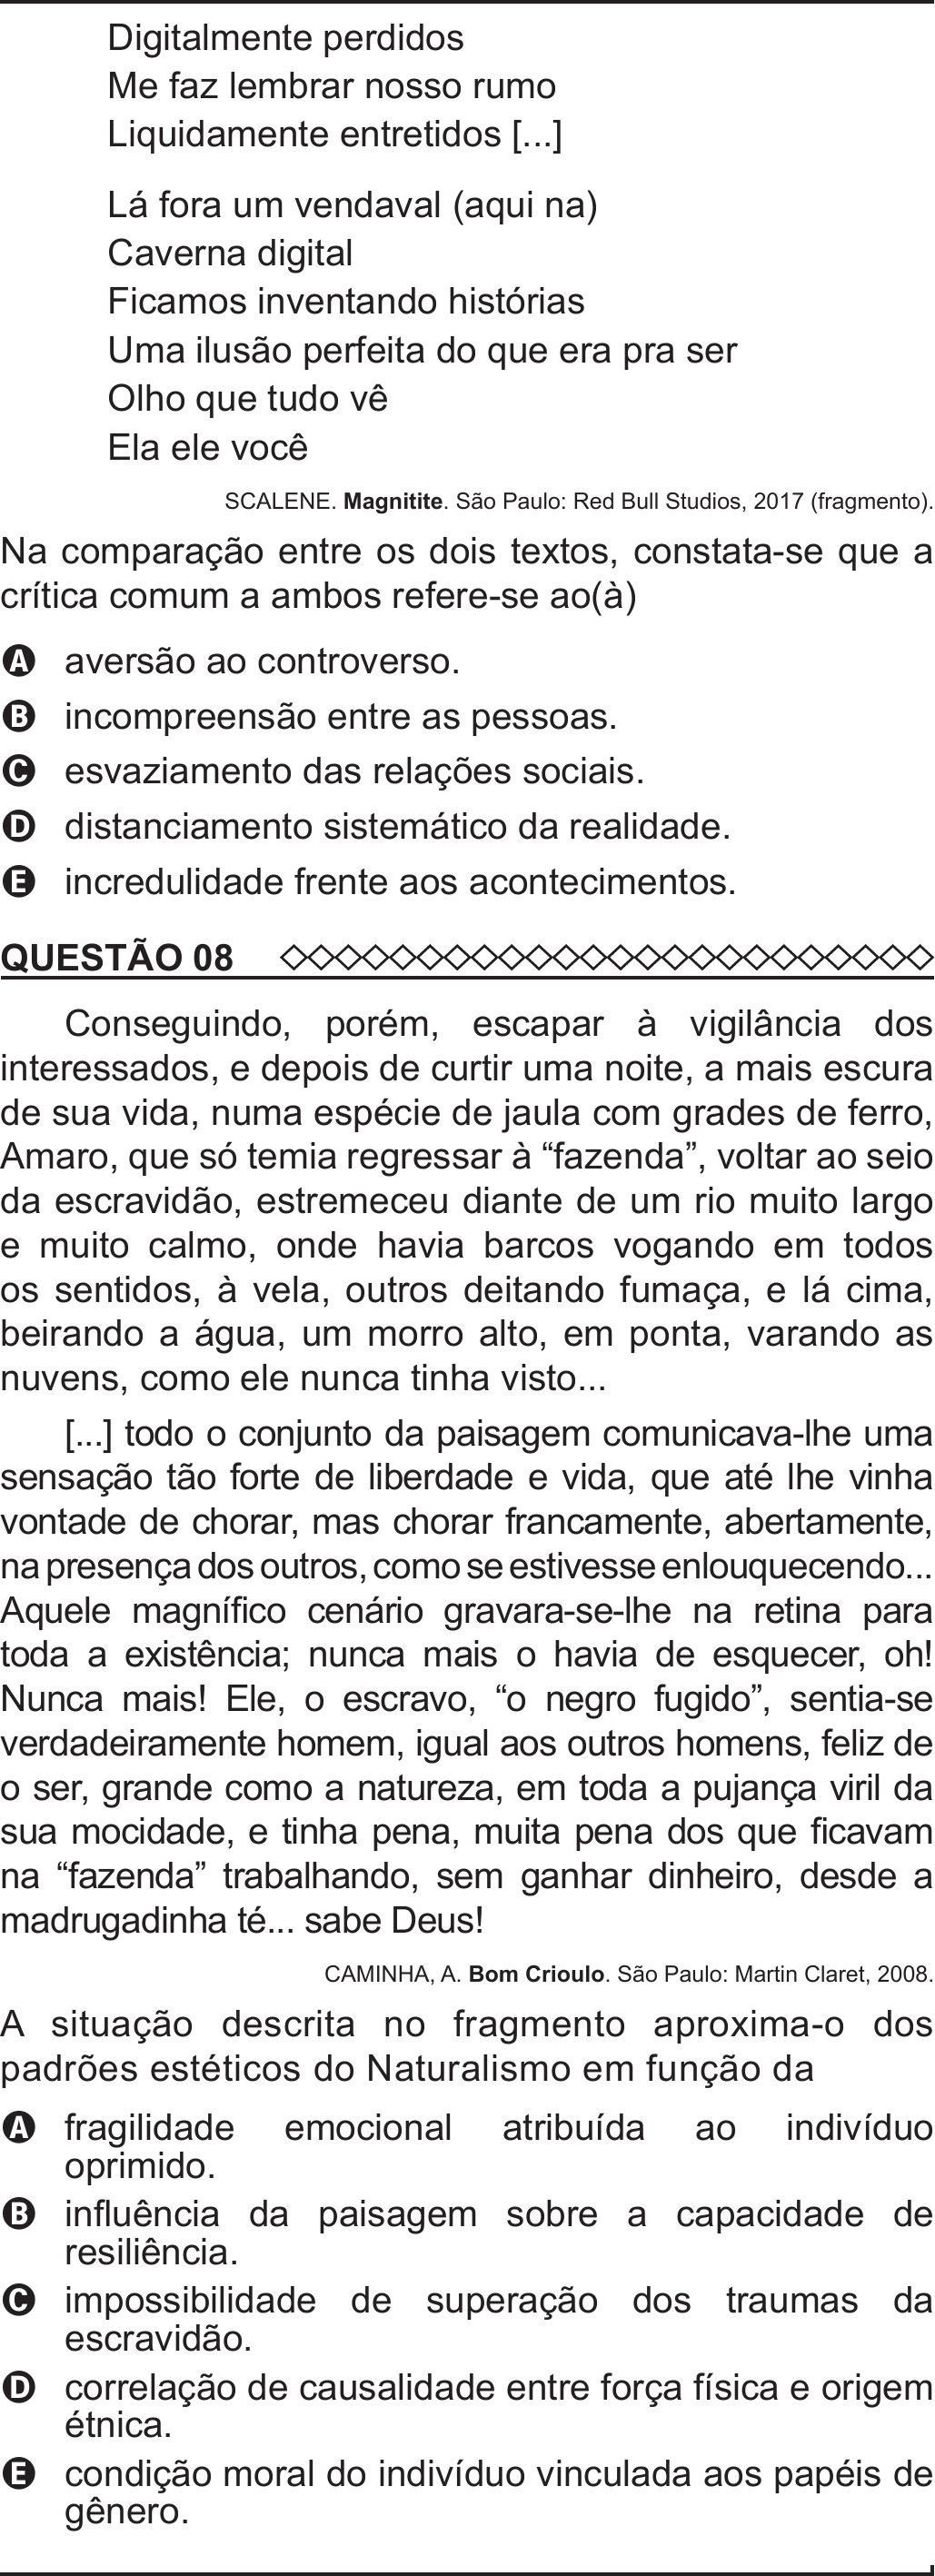 Digitalmente perdidos
Me faz lembrar nosso rumo
Liquidamente entretidos [...]
Lá fora um vendaval (aqui na)
Caverna digital
Ficamos inventando histórias
Uma ilusão perfeita do que era pra ser
Olho que tudo vê
Ela ele você
SCALENE. Magnitite. São Paulo: Red Bull Studios, 2017 (fragmento).
Na comparação entre os dois textos, constata-se que a
crítica comum a ambos refere-se ao(à)
A aversão ao controverso.
B incompreensão entre as pessoas.
C esvaziamento das relações sociais.
D distanciamento sistemático da realidade.
E incredulidade frente aos acontecimentos.
QUESTÃO 08
Conseguindo, porém, escapar à vigilância dos
interessados, e depois de curtir uma noite, a mais escura
de sua vida, numa espécie de jaula com grades de ferro,
Amaro, que só temia regressar à “fazenda”, voltar ao seio
da escravidão, estremeceu diante de um rio muito largo
e muito calmo, onde havia barcos vogando em todos
os sentidos, à vela, outros deitando fumaça, e lá cima,
beirando a água, um morro alto, em ponta, varando as
nuvens, como ele nunca tinha visto...
[...] todo o conjunto da paisagem comunicava-lhe uma
sensação tão forte de liberdade e vida, que até lhe vinha
vontade de chorar, mas chorar francamente, abertamente,
na presença dos outros, como se estivesse enlouquecendo...
Aquele magnífico cenário gravara-se-lhe na retina para
toda a existência; nunca mais o havia de esquecer, oh!
Nunca mais! Ele, o escravo, “o negro fugido”, sentia-se
verdadeiramente homem, igual aos outros homens, feliz de
o ser, grande como a natureza, em toda a pujança viril da
sua mocidade, e tinha pena, muita pena dos que ficavam
na “fazenda” trabalhando, sem ganhar dinheiro, desde a
madrugadinha té... sabe Deus!
CAMINHA, A. Bom Crioulo. São Paulo: Martin Claret, 2008.
A situação descrita no fragmento aproxima-o dos
padrões estéticos do Naturalismo em função da
A fragilidade emocional atribuída ao indivíduo
oprimido.
B influência da paisagem sobre a capacidade de
resiliência.
C impossibilidade de superação dos traumas da
escravidão.
D correlação de causalidade entre força física e origem
étnica.
E condição moral do indivíduo vinculada aos papéis de
gênero.